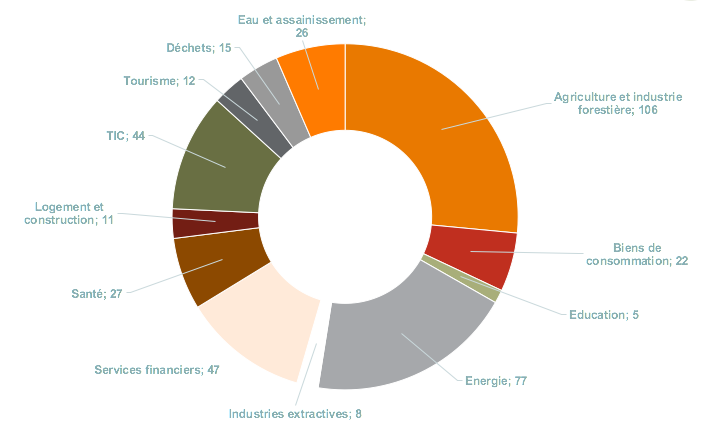 Eau et assainissement;
26
Déchets; 15
Tourisme; 12
TIC; 44
Logement et
construction; 11
Santé; 27
Services financiers; 47
Industries extractives; 8
Energie; 77
Education; 5
Biens de
consommation; 22
Agriculture et industrie
forestière; 106